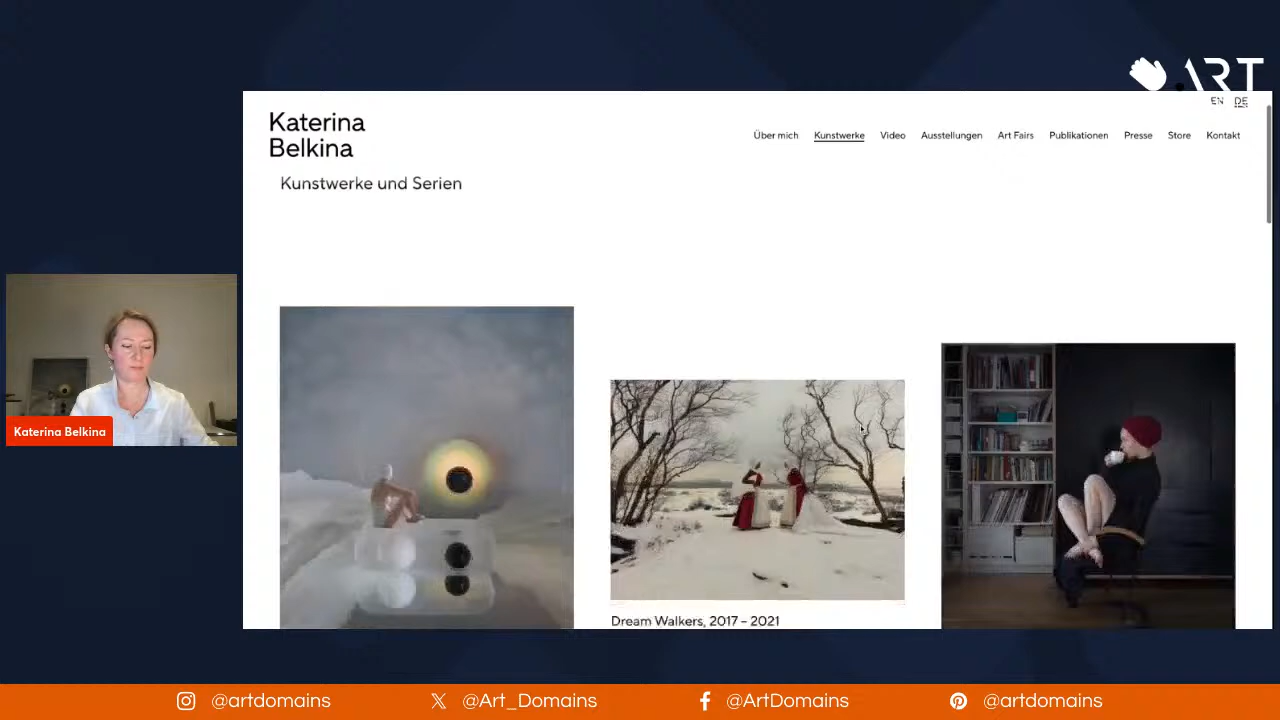 ART
EN DE
Katerina
Belkina
Über mich Kunstwerke Video Ausstellungen Art Fairs Publikationen Presse Store Kontakt
Kunstwerke und Serien
Katerina Belkina
Dream Walkers, 2017 – 2021
@artdomains @Art_Domains @ArtDomains @artdomains